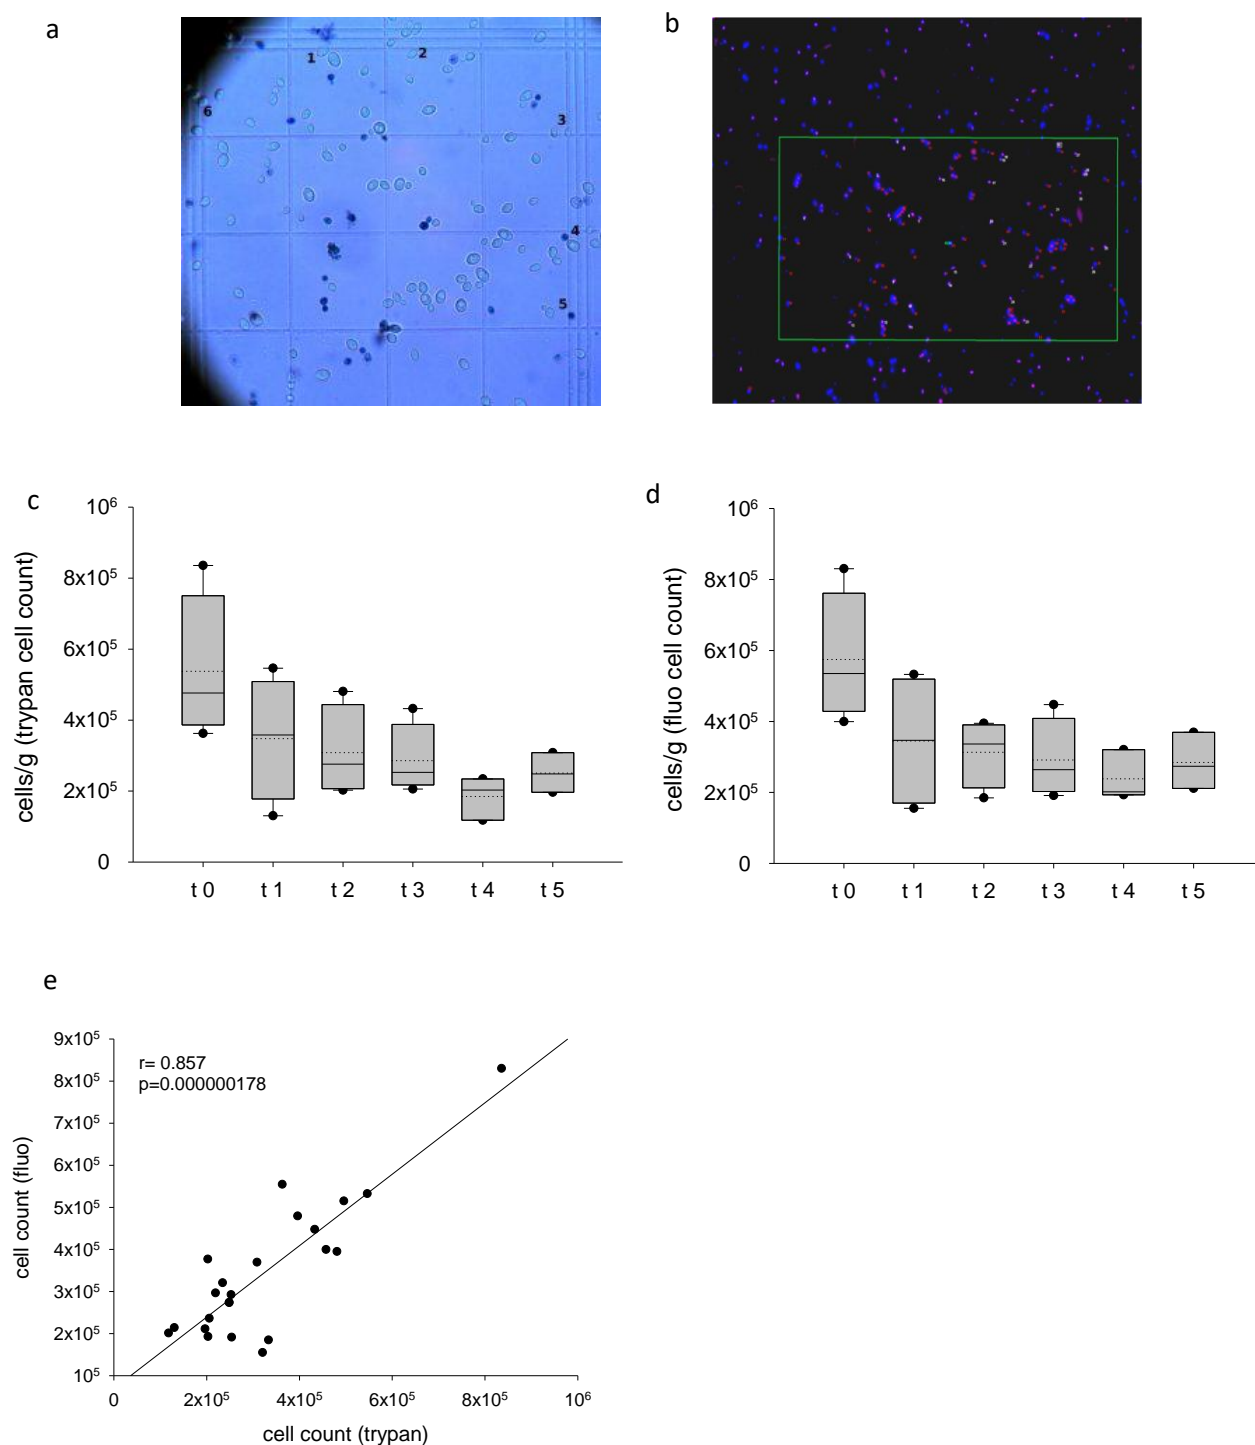 a
b
1
2
3
4
5
6
c
cells/g (trypan cell count)
10⁶
8x10⁵
6x10⁵
4x10⁵
2x10⁵
0
t 0 t 1 t 2 t 3 t 4 t 5
d
cells/g (fluo cell count)
10⁶
8x10⁵
6x10⁵
4x10⁵
2x10⁵
0
t 0 t 1 t 2 t 3 t 4 t 5
e
r= 0.857
p=0.000000178
cell count (fluo)
9x10⁵
8x10⁵
7x10⁵
6x10⁵
5x10⁵
4x10⁵
3x10⁵
2x10⁵
10⁵
0 2x10⁵ 4x10⁵ 6x10⁵ 8x10⁵ 10⁶
cell count (trypan)